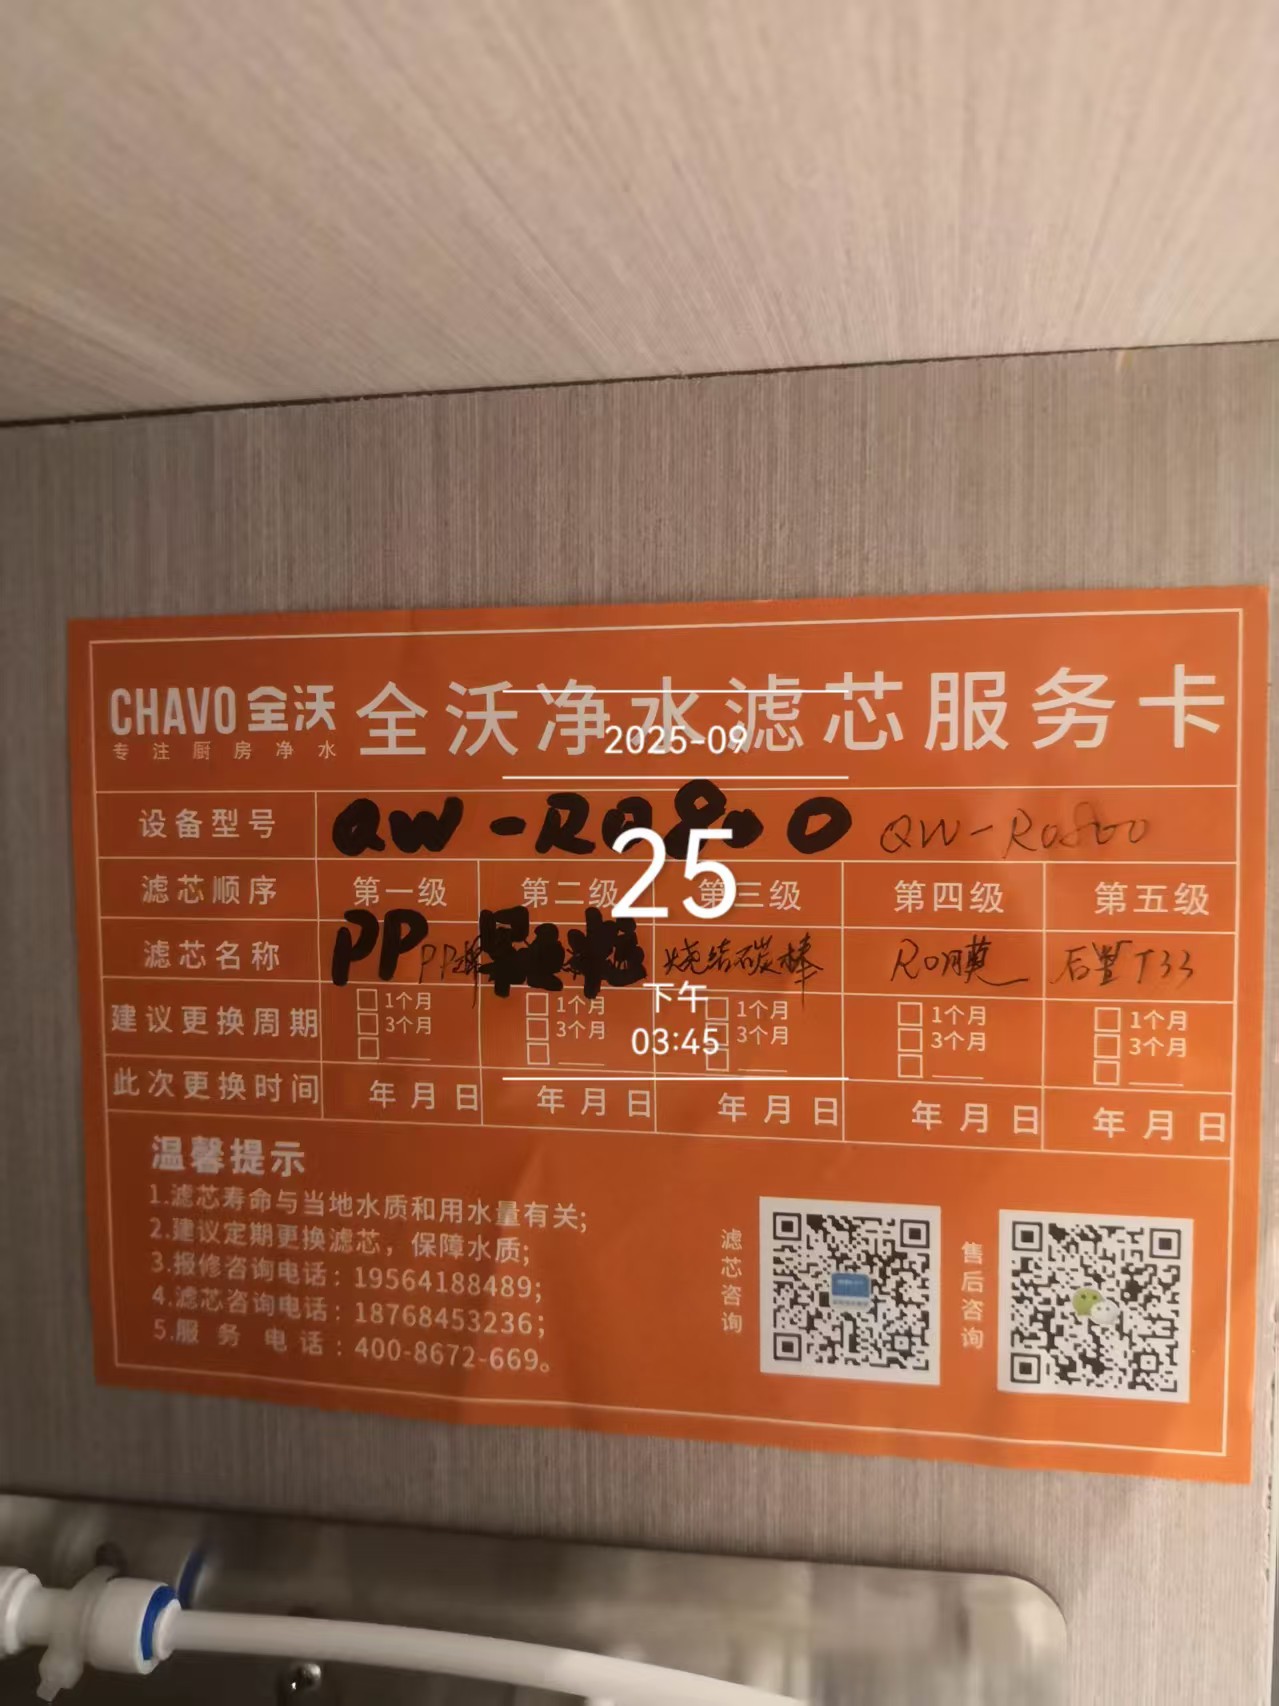 CHAVO 全沃
专注厨房净水
全沃净水滤芯服务卡
2025-09
25
下午
03:45
设备型号 QW-RO800 QW-RO800
滤芯顺序 第一级 第二级 第三级 第四级 第五级
滤芯名称 PP PP棉 烧结碳棒 RO膜 后置T33
建议更换周期 1个月 1个月 1个月 1个月 1个月
3个月 3个月 3个月 3个月 3个月
此次更换时间 年月日 年月日 年月日 年月日 年月日
温馨提示
1.滤芯寿命与当地水质和用水量有关;
2.建议定期更换滤芯，保障水质;
3.报修咨询电话：19564188489;
4.滤芯咨询电话：18768453236;
5.服务电话：400-8672-669。
滤芯咨询
售后咨询